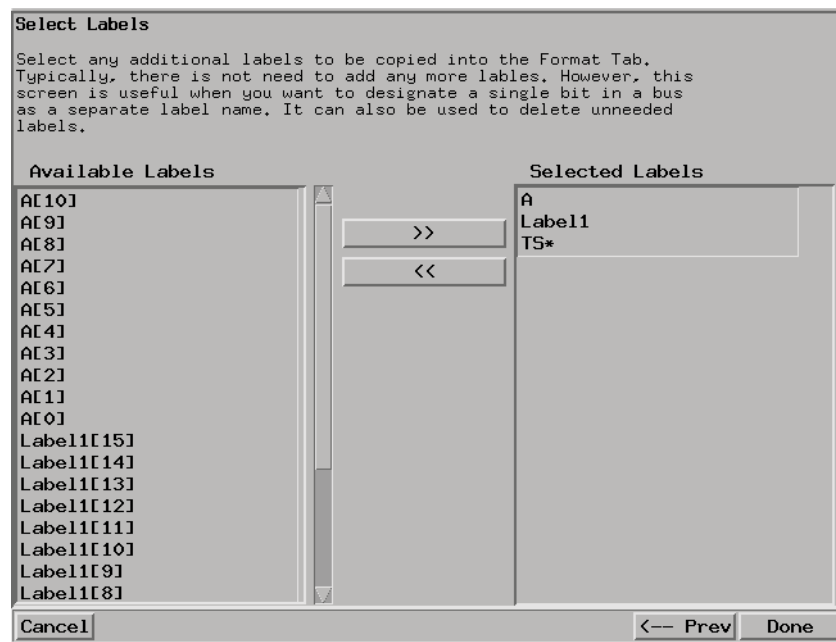 Select Labels
Select any additional labels to be copied into the Format Tab.
Typically, there is not need to add any more lables. However, this
screen is useful when you want to designate a single bit in a bus
as a separate label name. It can also be used to delete unneeded
labels.
Available Labels
A[10]
A[9]
A[8]
A[7]
A[6]
A[5]
A[4]
A[3]
A[2]
A[1]
A[0]
Label1[15]
Label1[14]
Label1[13]
Label1[12]
Label1[11]
Label1[10]
Label1[9]
Label1[8]
>>
<<
Selected Labels
A
Label1
TS*
Cancel
<-- Prev
Done